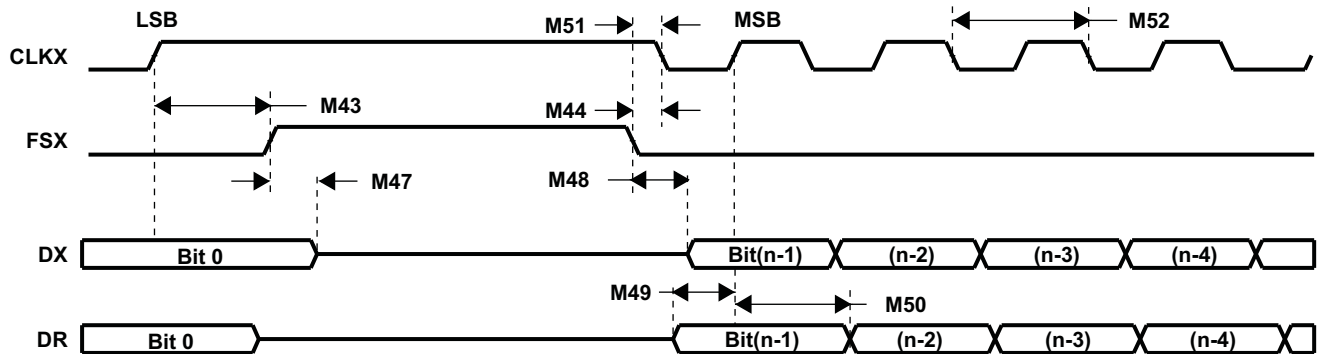 LSB
M51
MSB
M52
CLKX
M43
M44
FSX
M47
M48
DX
Bit 0
Bit(n-1)
(n-2)
(n-3)
(n-4)
M49
M50
DR
Bit 0
Bit(n-1)
(n-2)
(n-3)
(n-4)